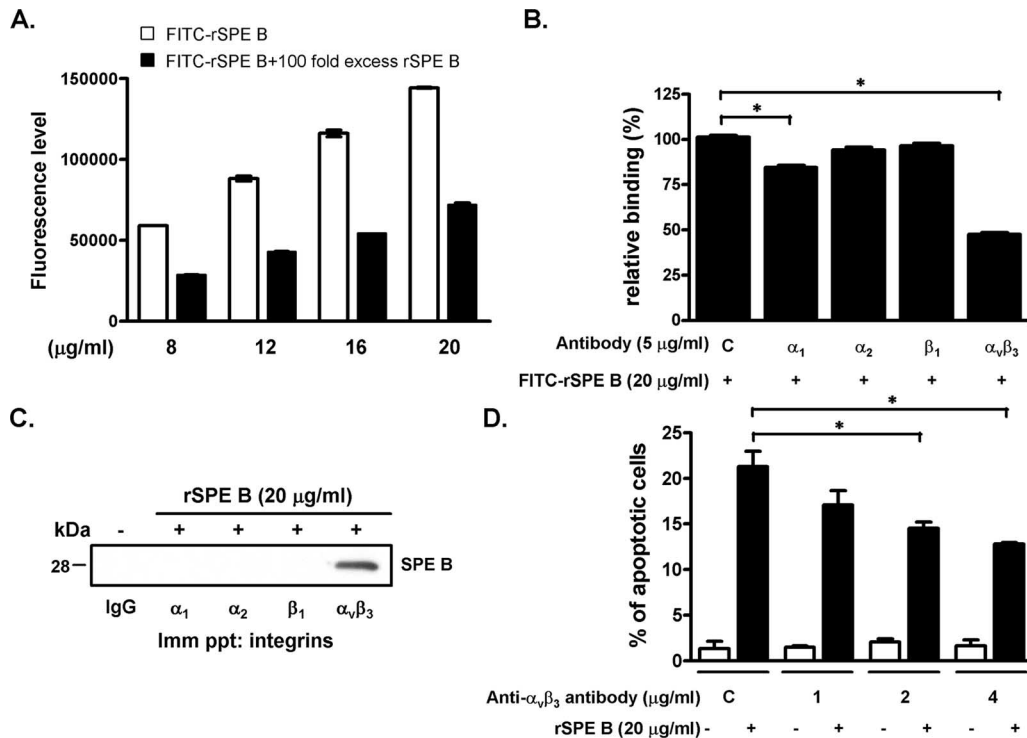 A.
FITC-rSPE B
FITC-rSPE B+100 fold excess rSPE B
Fluorescence level
150000
100000
50000
0
(μg/ml) 8 12 16 20
B.
relative binding (%)
125
100
75
50
25
0
* *
Antibody (5 μg/ml) C α1 α2 β1 αvβ3
FITC-rSPE B (20 μg/ml) + + + + +
C.
rSPE B (20 μg/ml)
kDa - + + + +
28 SPE B
IgG α1 α2 β1 αvβ3
Imm ppt: integrins
D.
% of apoptotic cells
25
20
15
10
5
0
* *
Anti-αvβ3 antibody (μg/ml) C 1 2 4
rSPE B (20 μg/ml) - + - + - + - +